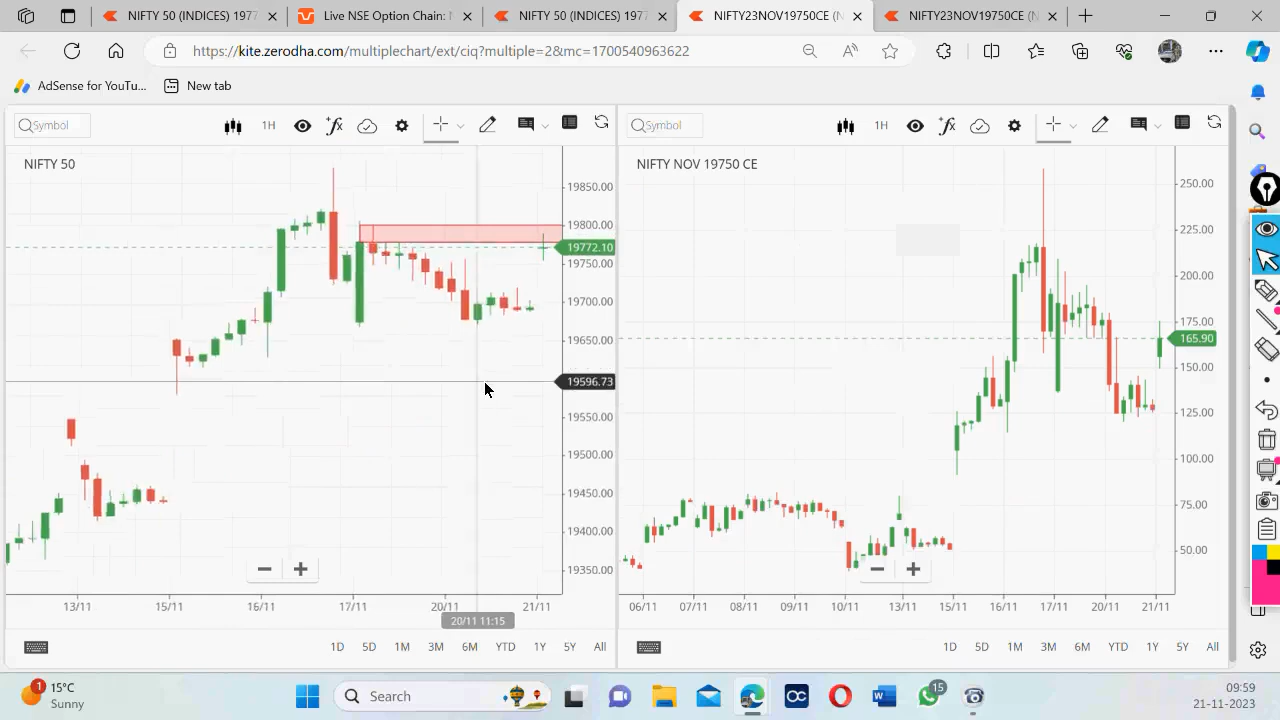 NIFTY 50 (INDICES) 1977
Live NSE Option Chain: N
NIFTY 50 (INDICES) 1977
NIFTY23NOV19750CE (N
NIFTY23NOV19750CE (N
https://kite.zerodha.com/multiplechart/ext/ciq?multiple=2&mc=1700540963622
AdSense for YouTu...
New tab
Symbol
1H
Symbol
1H
NIFTY 50
19850.00
19800.00
19772.10
19750.00
19700.00
19650.00
19596.73
19550.00
19500.00
19450.00
19400.00
19350.00
13/11
15/11
16/11
17/11
20/11
21/11
20/11 11:15
1D
5D
1M
3M
6M
YTD
1Y
5Y
All
NIFTY NOV 19750 CE
250.00
225.00
200.00
175.00
165.90
150.00
125.00
100.00
75.00
50.00
06/11
07/11
08/11
09/11
10/11
13/11
15/11
16/11
17/11
20/11
21/11
1D
5D
1M
3M
6M
YTD
1Y
5Y
All
1
15°C
Sunny
Search
OC
W
15
09:59
21-11-2023